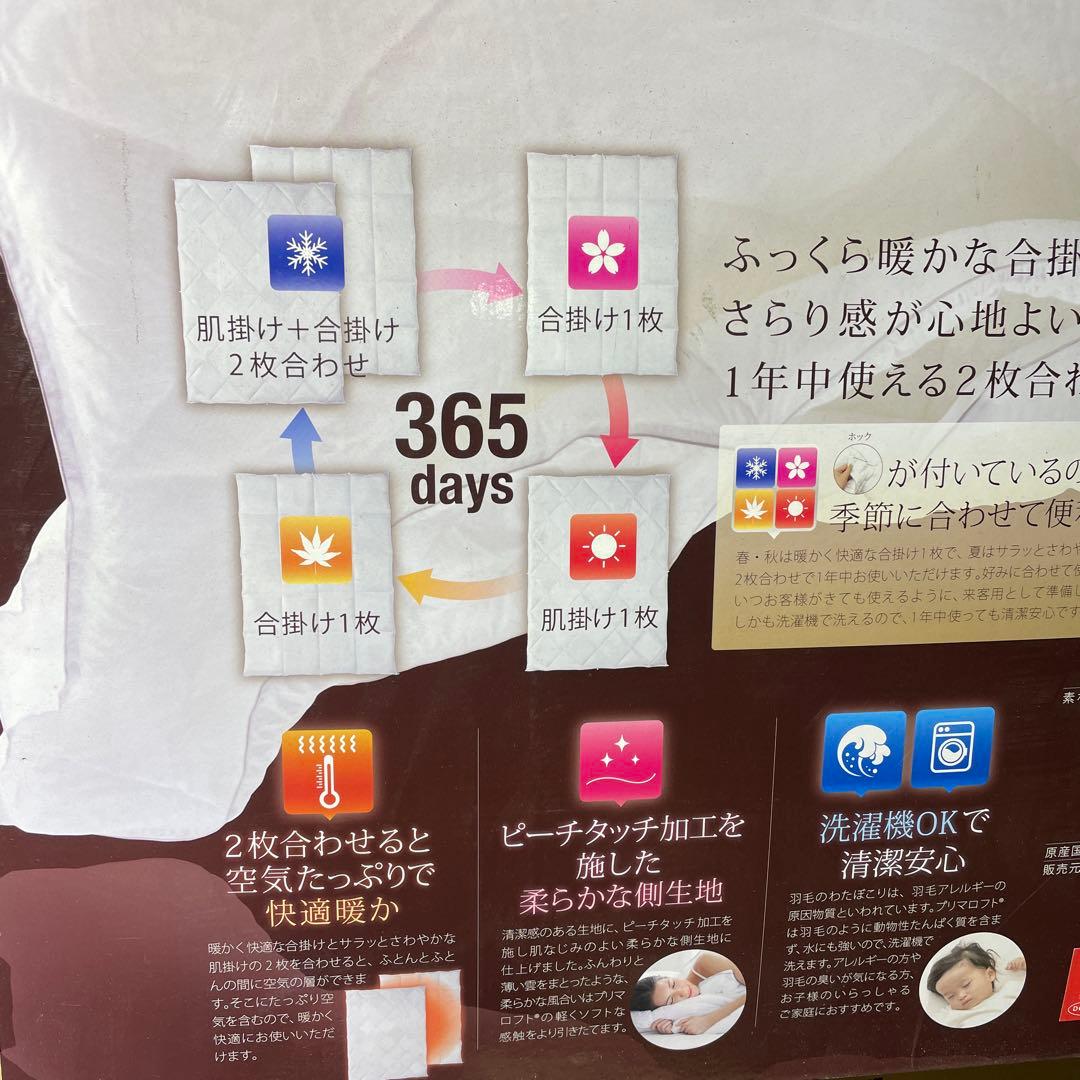 肌掛け＋合掛け
2枚合わせ
合掛け1枚
365
days
合掛け1枚
肌掛け1枚
ふっくら暖かな合掛
さらり感が心地よい
1年中使える2枚合わ
ホック
が付いているの
季節に合わせて使
春・秋は暖かく快適な合掛け1枚で、夏はサラッとさわや
2枚合わせで1年中お使いいただけます。好みに合わせて使
いつお客様がきても使えるように、来客用として準備し
しかも洗濯機で洗えるので、1年中使っても清潔安心です
素
原産国
販売元
2枚合わせると
空気たっぷりで
快適暖か
暖かく快適な合掛けとサラッとさわやかな
肌掛けの2枚を合わせると、ふとんとふと
んの間に空気の層ができま
す。そこにたっぷり空
気を含むので、暖かく
快適にお使いいただ
けます。
ピーチタッチ加工を
施した
柔らかな側生地
清潔感のある生地に、ピーチタッチ加工を
施し肌なじみのよい柔らかな側生地に
仕上げました。ふんわりと
薄い雲をまとったような、
柔らかな風合いはプリマ
ロフト®の軽くソフトな
感触をより引きたてます。
洗濯機OKで
清潔安心
羽毛のわたぼこりは、羽毛アレルギーの
原因物質といわれています。プリマロフト®
は羽毛のように動物性たんぱく質を含ま
ず、水にも強いので、洗濯機で
洗えます。アレルギーの方や
羽毛の臭いが気になる方、
お子様のいらっしゃる
ご家庭におすすめです。